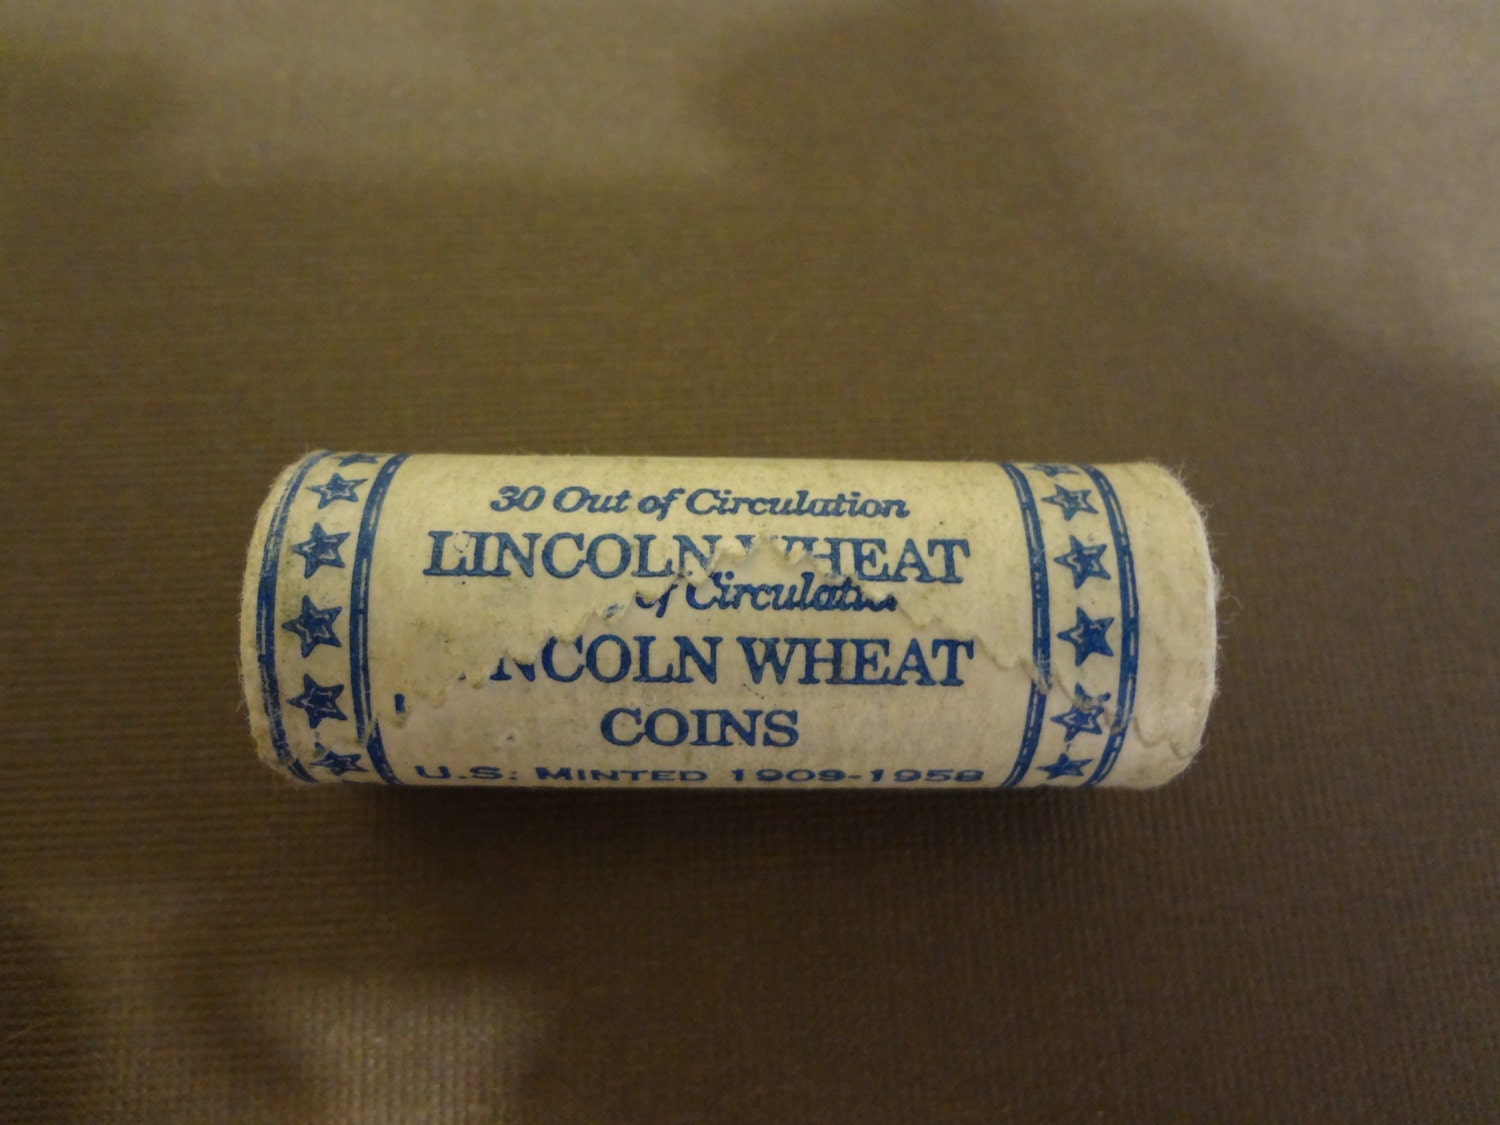 30 Out of Circulation
LINCOLN WHEAT
of Circulation
NCOLN WHEAT
COINS
U.S. MINTED 1909-1958